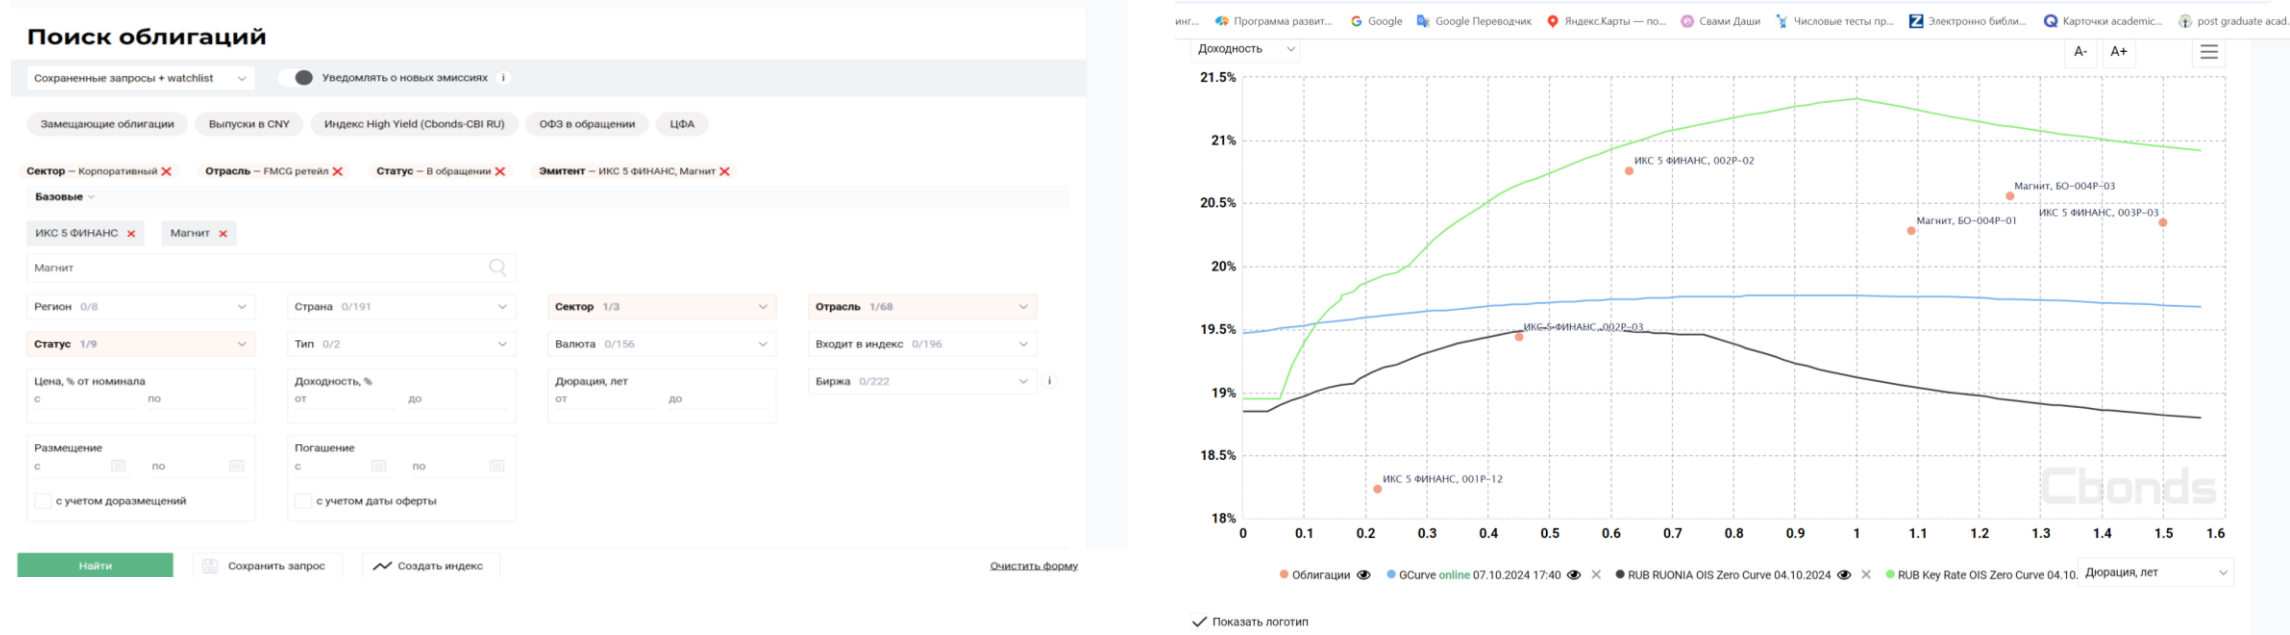 Поиск облигаций
Сохраненные запросы + watchlist
Уведомлять о новых эмиссиях i
Замещающие облигации Выпуски в CNY Индекс High Yield (Cbonds-CBI RU) ОФЗ в обращении ЦФА
Сектор – Корпоративный Отрасль – FMCG ретейл Статус – В обращении Эмитент – ИКС 5 ФИНАНС, Магнит
Базовые
ИКС 5 ФИНАНС Магнит
Магнит
Регион 0/8 Страна 0/191 Сектор 1/3 Отрасль 1/68
Статус 1/9 Тип 0/2 Валюта 0/156 Входит в индекс 0/196
Цена, % от номинала Доходность, % Дюрация, лет Биржа 0/222 i
с по от до от до
Размещение Погашение
с по с по
с учетом доразмещений с учетом даты оферты
Найти Сохранить запрос Создать индекс Очистить форму
инг... Программа развит... Google Google Переводчик Яндекс.Карты — по... Свами Даши Числовые тесты пр... Электронно библи... Карточки academic... post graduate acad.
Доходность A- A+
21.5%
21%
ИКС 5 ФИНАНС, 002Р-02
Магнит, БО-004Р-03
20.5%
ИКС 5 ФИНАНС, 003Р-03
Магнит, БО-004Р-01
20%
19.5%
ИКС 5 ФИНАНС, 002Р-03
19%
18.5%
ИКС 5 ФИНАНС, 001Р-12
Cbonds
18%
0 0.1 0.2 0.3 0.4 0.5 0.6 0.7 0.8 0.9 1 1.1 1.2 1.3 1.4 1.5 1.6
Облигации GCurve online 07.10.2024 17:40 RUB RUONIA OIS Zero Curve 04.10.2024 RUB Key Rate OIS Zero Curve 04.10. Дюрация, лет
Показать логотип